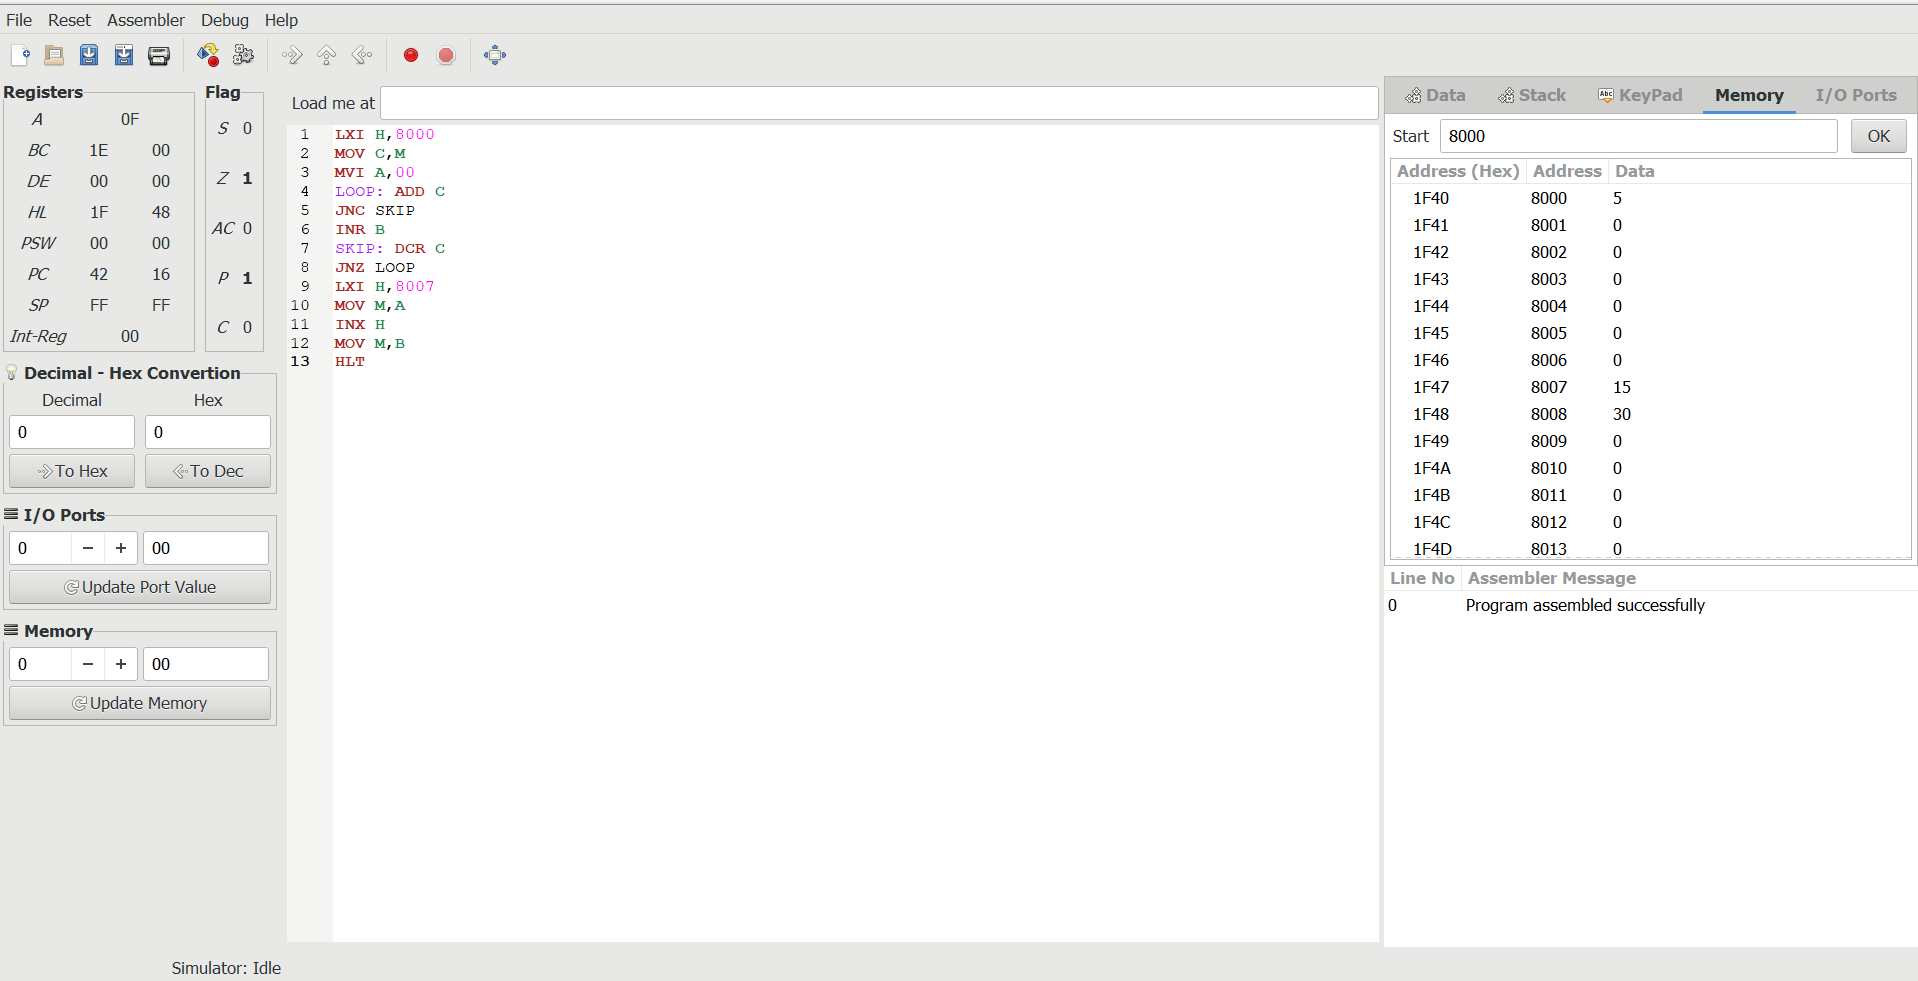 File Reset Assembler Debug Help
Registers
A 0F
BC 1E 00
DE 00 00
HL 1F 48
PSW 00 00
PC 42 16
SP FF FF
Int-Reg 00
Flag
S 0
Z 1
AC 0
P 1
C 0
Decimal - Hex Convertion
Decimal Hex
0 0
To Hex To Dec
I/O Ports
0 − + 00
Update Port Value
Memory
0 − + 00
Update Memory
Load me at
1 LXI H,8000
2 MOV C,M
3 MVI A,00
4 LOOP: ADD C
5 JNC SKIP
6 INR B
7 SKIP: DCR C
8 JNZ LOOP
9 LXI H,8007
10 MOV M,A
11 INX H
12 MOV M,B
13 HLT
Data Stack Abc KeyPad Memory I/O Ports
Start 8000 OK
Address (Hex) Address Data
1F40 8000 5
1F41 8001 0
1F42 8002 0
1F43 8003 0
1F44 8004 0
1F45 8005 0
1F46 8006 0
1F47 8007 15
1F48 8008 30
1F49 8009 0
1F4A 8010 0
1F4B 8011 0
1F4C 8012 0
1F4D 8013 0
Line No Assembler Message
0 Program assembled successfully
Simulator: Idle